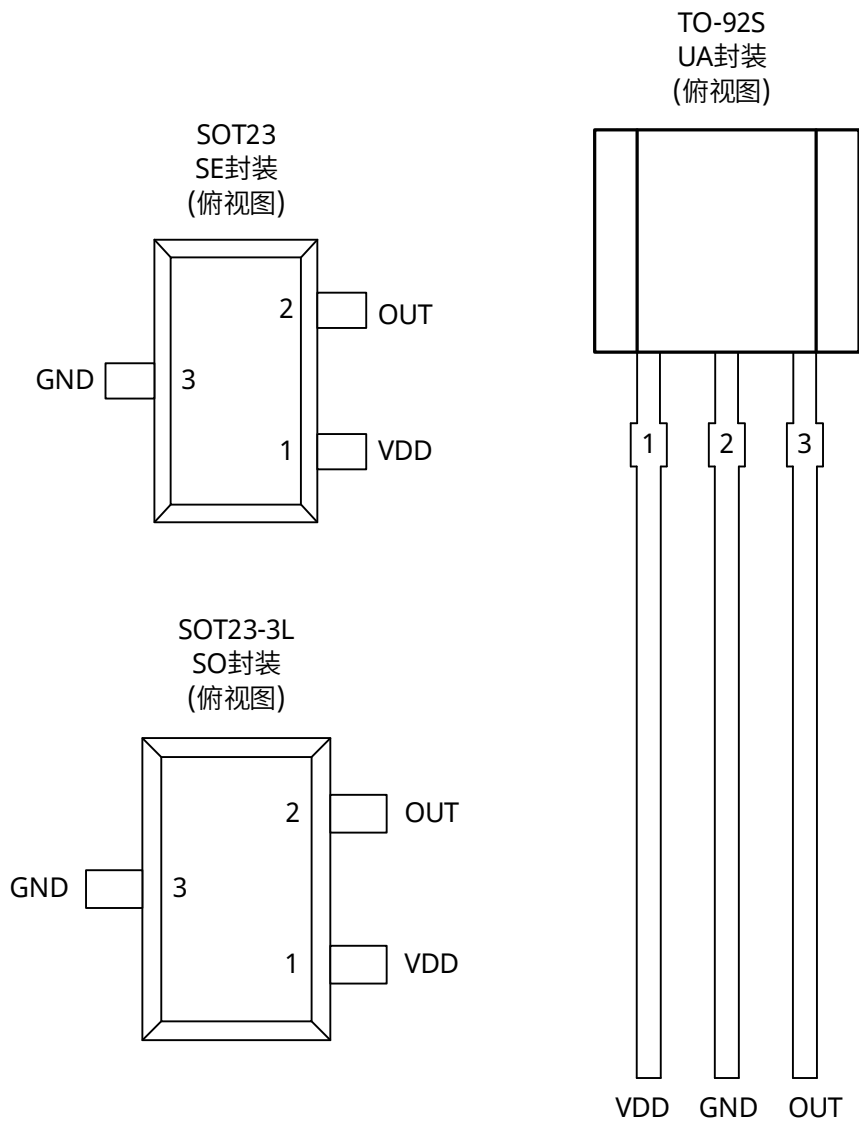 TO-92S
UA封装
(俯视图)
SOT23
SE封装
(俯视图)
2 OUT
GND 3
1 VDD
1 2 3
SOT23-3L
SO封装
(俯视图)
2 OUT
GND 3
1 VDD
VDD GND OUT